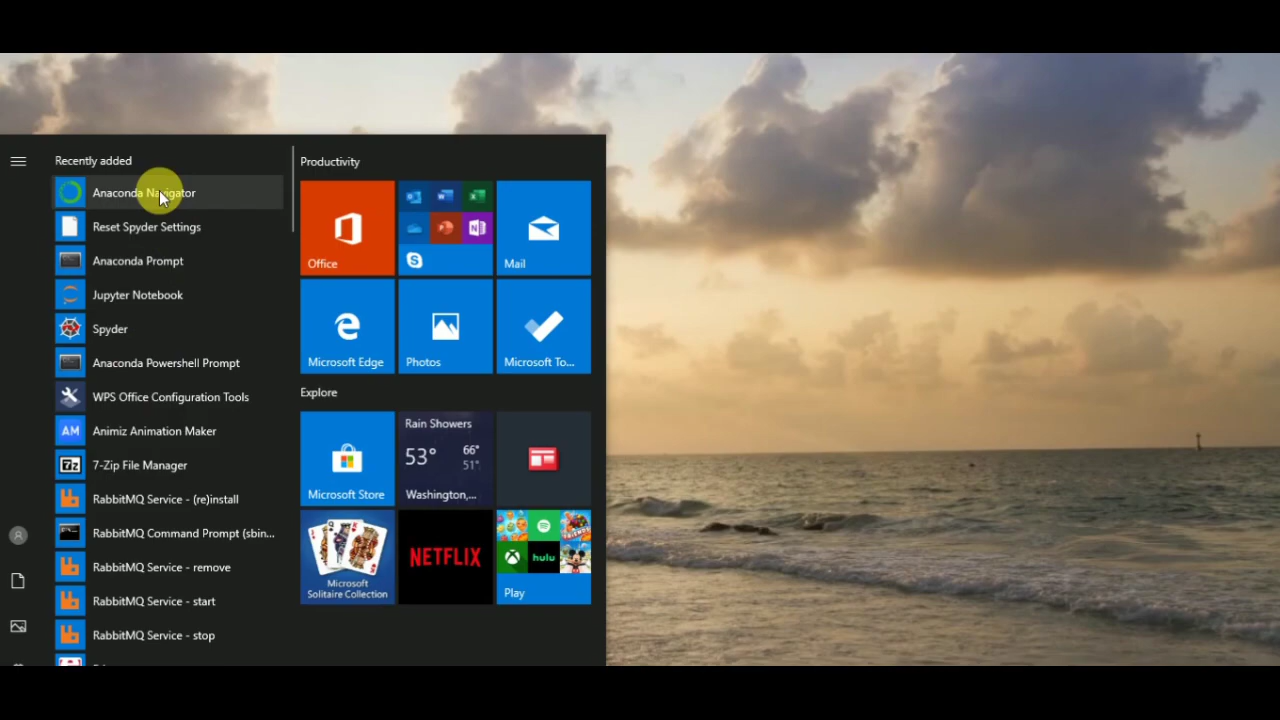 Recently added
Anaconda Navigator
Reset Spyder Settings
Anaconda Prompt
Jupyter Notebook
Spyder
Anaconda Powershell Prompt
WPS Office Configuration Tools
AM
Animiz Animation Maker
7z
7-Zip File Manager
RabbitMQ Service - (re)install
RabbitMQ Command Prompt (sbin...
RabbitMQ Service - remove
RabbitMQ Service - start
RabbitMQ Service - stop
Productivity
Office
Mail
Microsoft Edge
Photos
Microsoft To...
Explore
Microsoft Store
Rain Showers
53° 66°
51°
Washington,...
Microsoft
Solitaire Collection
NETFLIX
hulu
Play